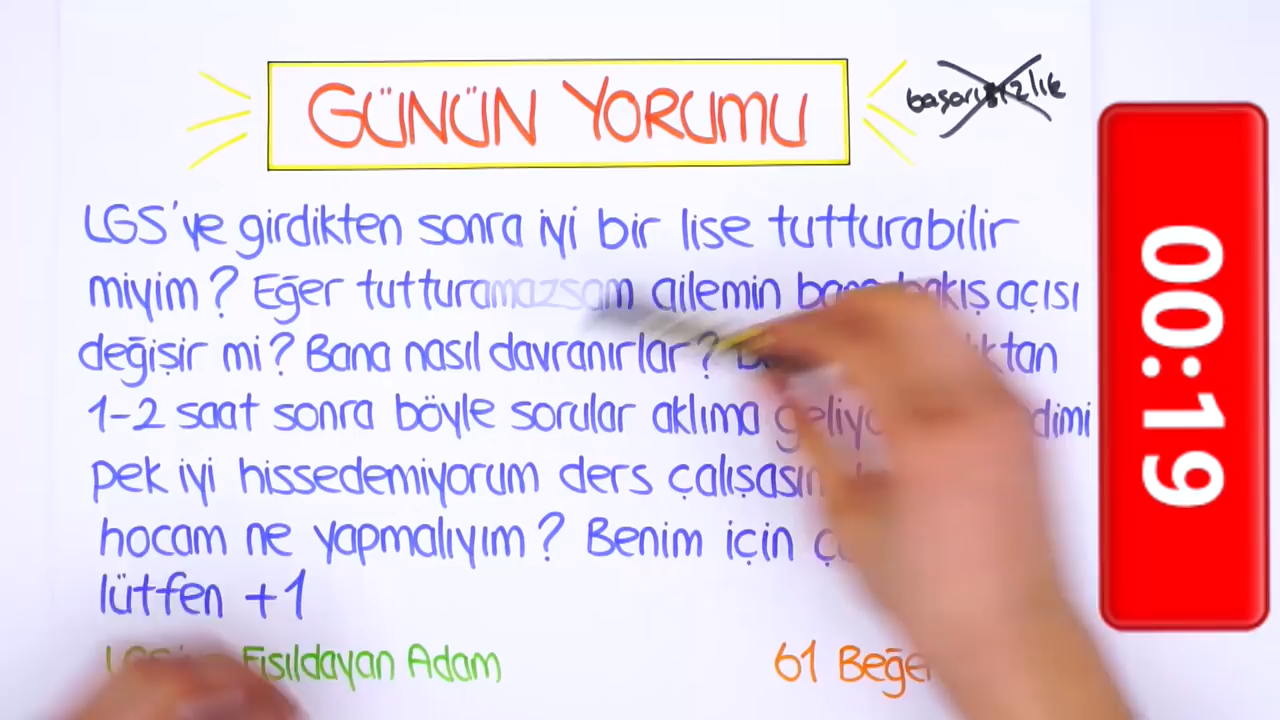 GÜNÜN YORUMU
başarısızlık
LGS'ye girdikten sonra iyi bir lise tutturabilir
miyim? Eğer tutturamazsam ailemin bana bakış açısı
değişir mi? Bana nasıl davranırlar?
1-2 saat sonra böyle sorular aklıma
pek iyi hissedemiyorum ders
hocam ne yapmalıyım? Benim için
lütfen +1
Fısıldayan Adam
61
00:19